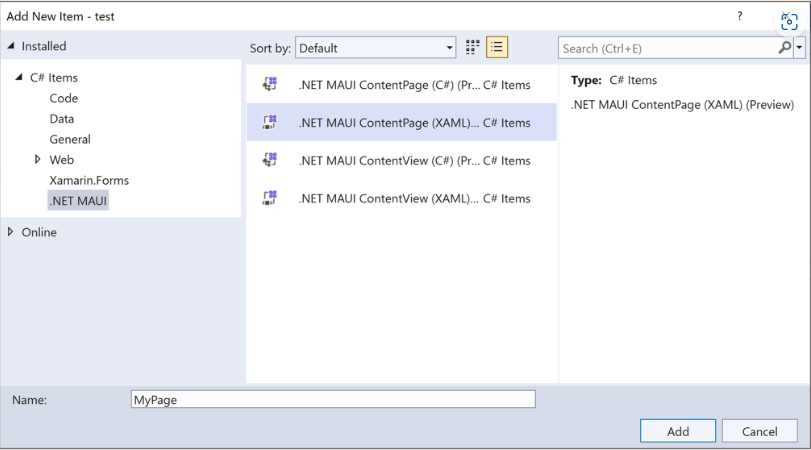 Add New Item - test
?
Installed
Sort by: Default
Search (Ctrl+E)
C# Items
Code
Data
General
Web
Xamarin.Forms
.NET MAUI
Online
.NET MAUI ContentPage (C#) (Pr... C# Items
.NET MAUI ContentPage (XAML)... C# Items
.NET MAUI ContentView (C#) (Pr... C# Items
.NET MAUI ContentView (XAML)... C# Items
Type: C# Items
.NET MAUI ContentPage (XAML) (Preview)
Name: MyPage
Add Cancel